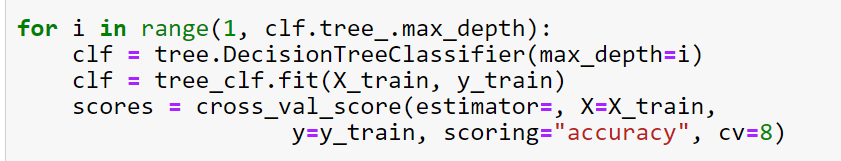 for i in range(1, clf.tree_.max_depth):
    clf = tree.DecisionTreeClassifier(max_depth=i)
    clf = tree_clf.fit(X_train, y_train)
    scores = cross_val_score(estimator=, X=X_train,
                  y=y_train, scoring="accuracy", cv=8)